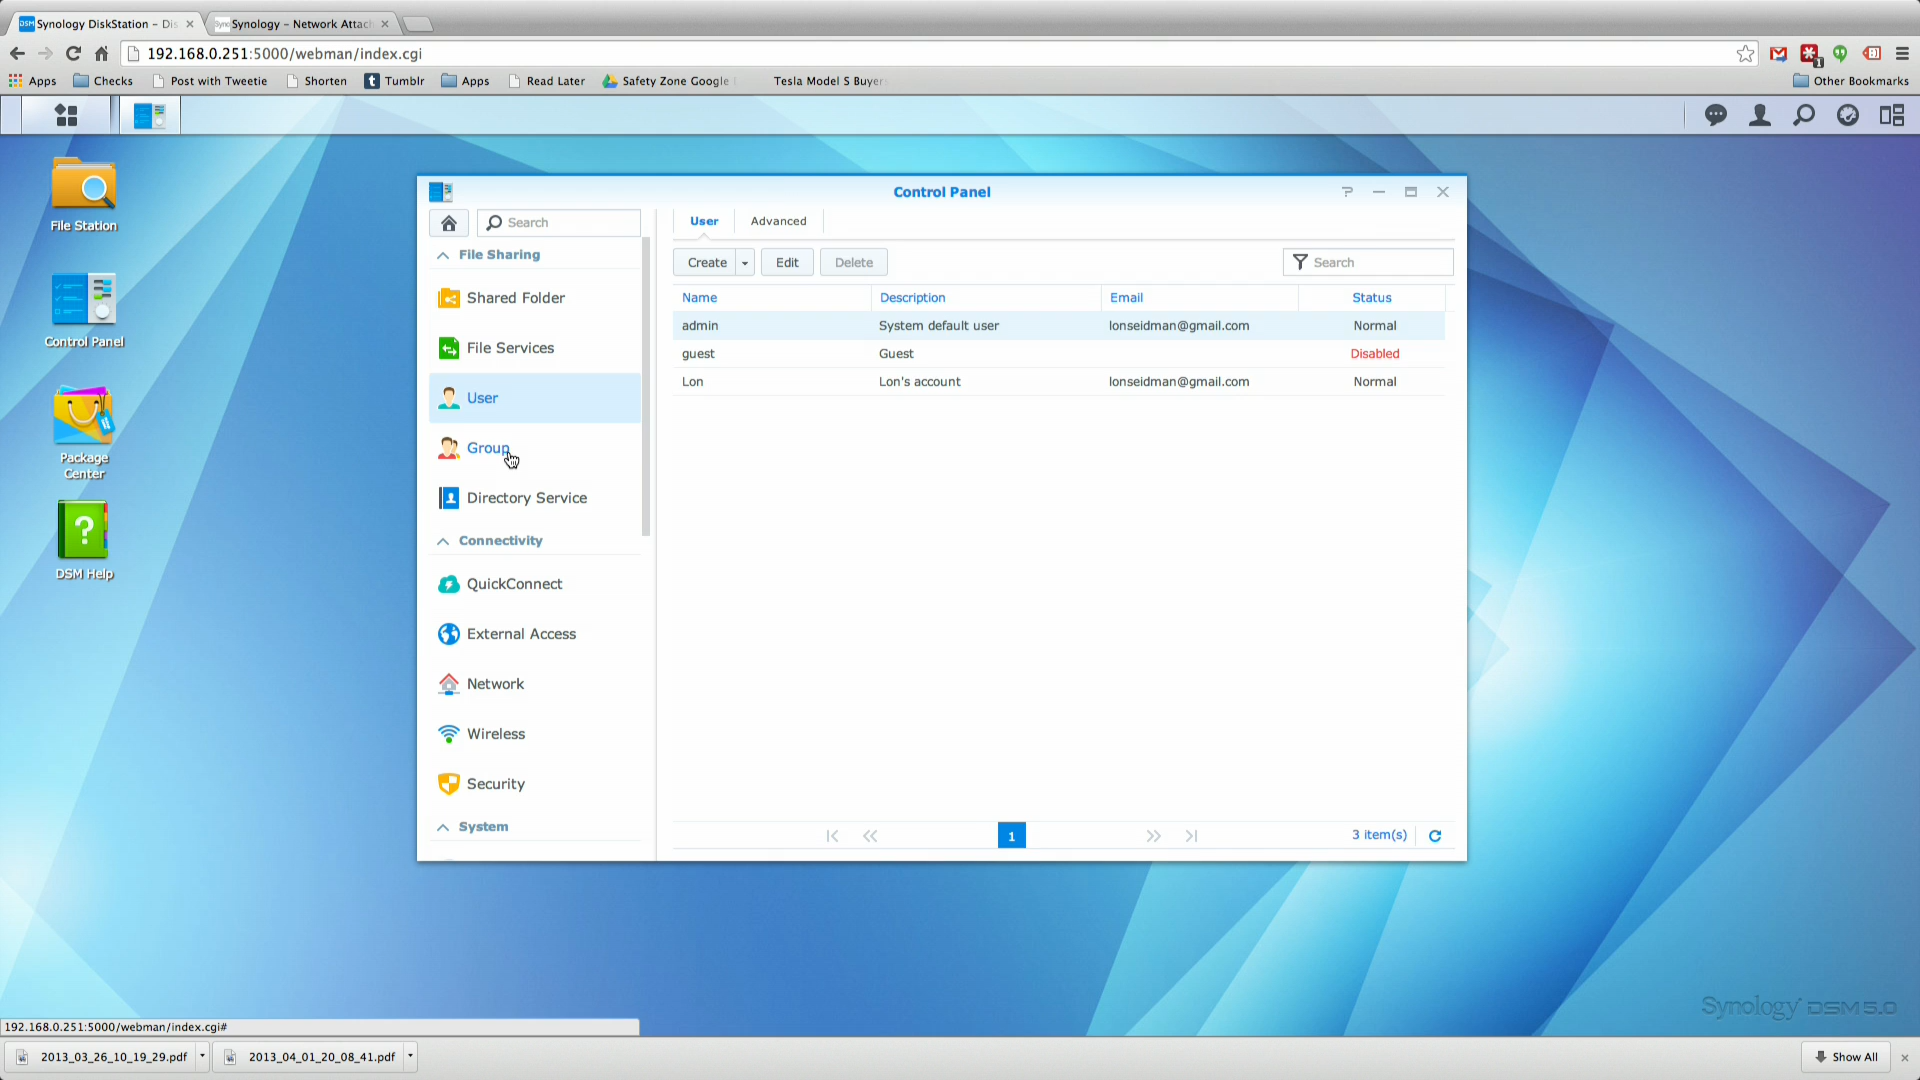 DSM Synology DiskStation - Dis
Syno Synology - Network Attach
192.168.0.251:5000/webman/index.cgi
Apps Checks Post with Tweetie Shorten t Tumblr Apps Read Later Safety Zone Google Tesla Model S Buyers Other Bookmarks
1
File Station
Control Panel
Package
Center
?
DSM Help
Control Panel
?
Search
File Sharing
Shared Folder
File Services
User
Group
Directory Service
Connectivity
QuickConnect
External Access
Network
Wireless
Security
System
User Advanced
Create Edit Delete Search
Name Description Email Status
admin System default user lonseidman@gmail.com Normal
guest Guest Disabled
Lon Lon's account lonseidman@gmail.com Normal
1 3 item(s)
Synology DSM 5.0
192.168.0.251:5000/webman/index.cgi#
2013_03_26_10_19_29.pdf 2013_04_01_20_08_41.pdf Show All